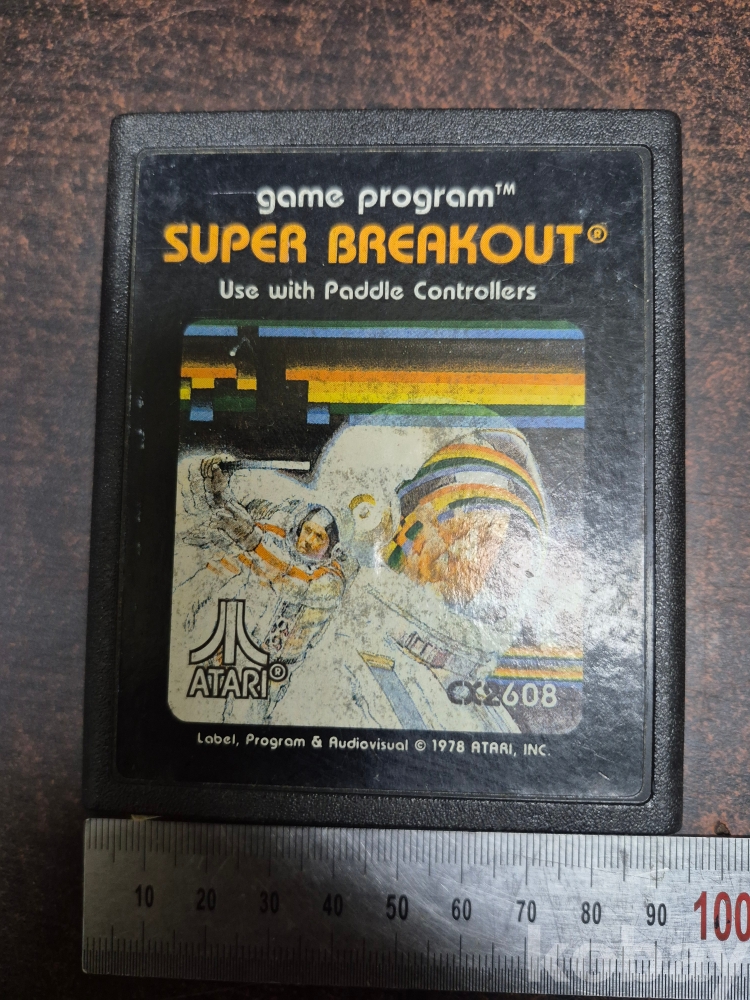 game program™
SUPER BREAKOUT®
Use with Paddle Controllers
ATARI®
CX2608
Label, Program & Audiovisual © 1978 ATARI, INC.
10 20 30 40 50 60 70 80 90 100